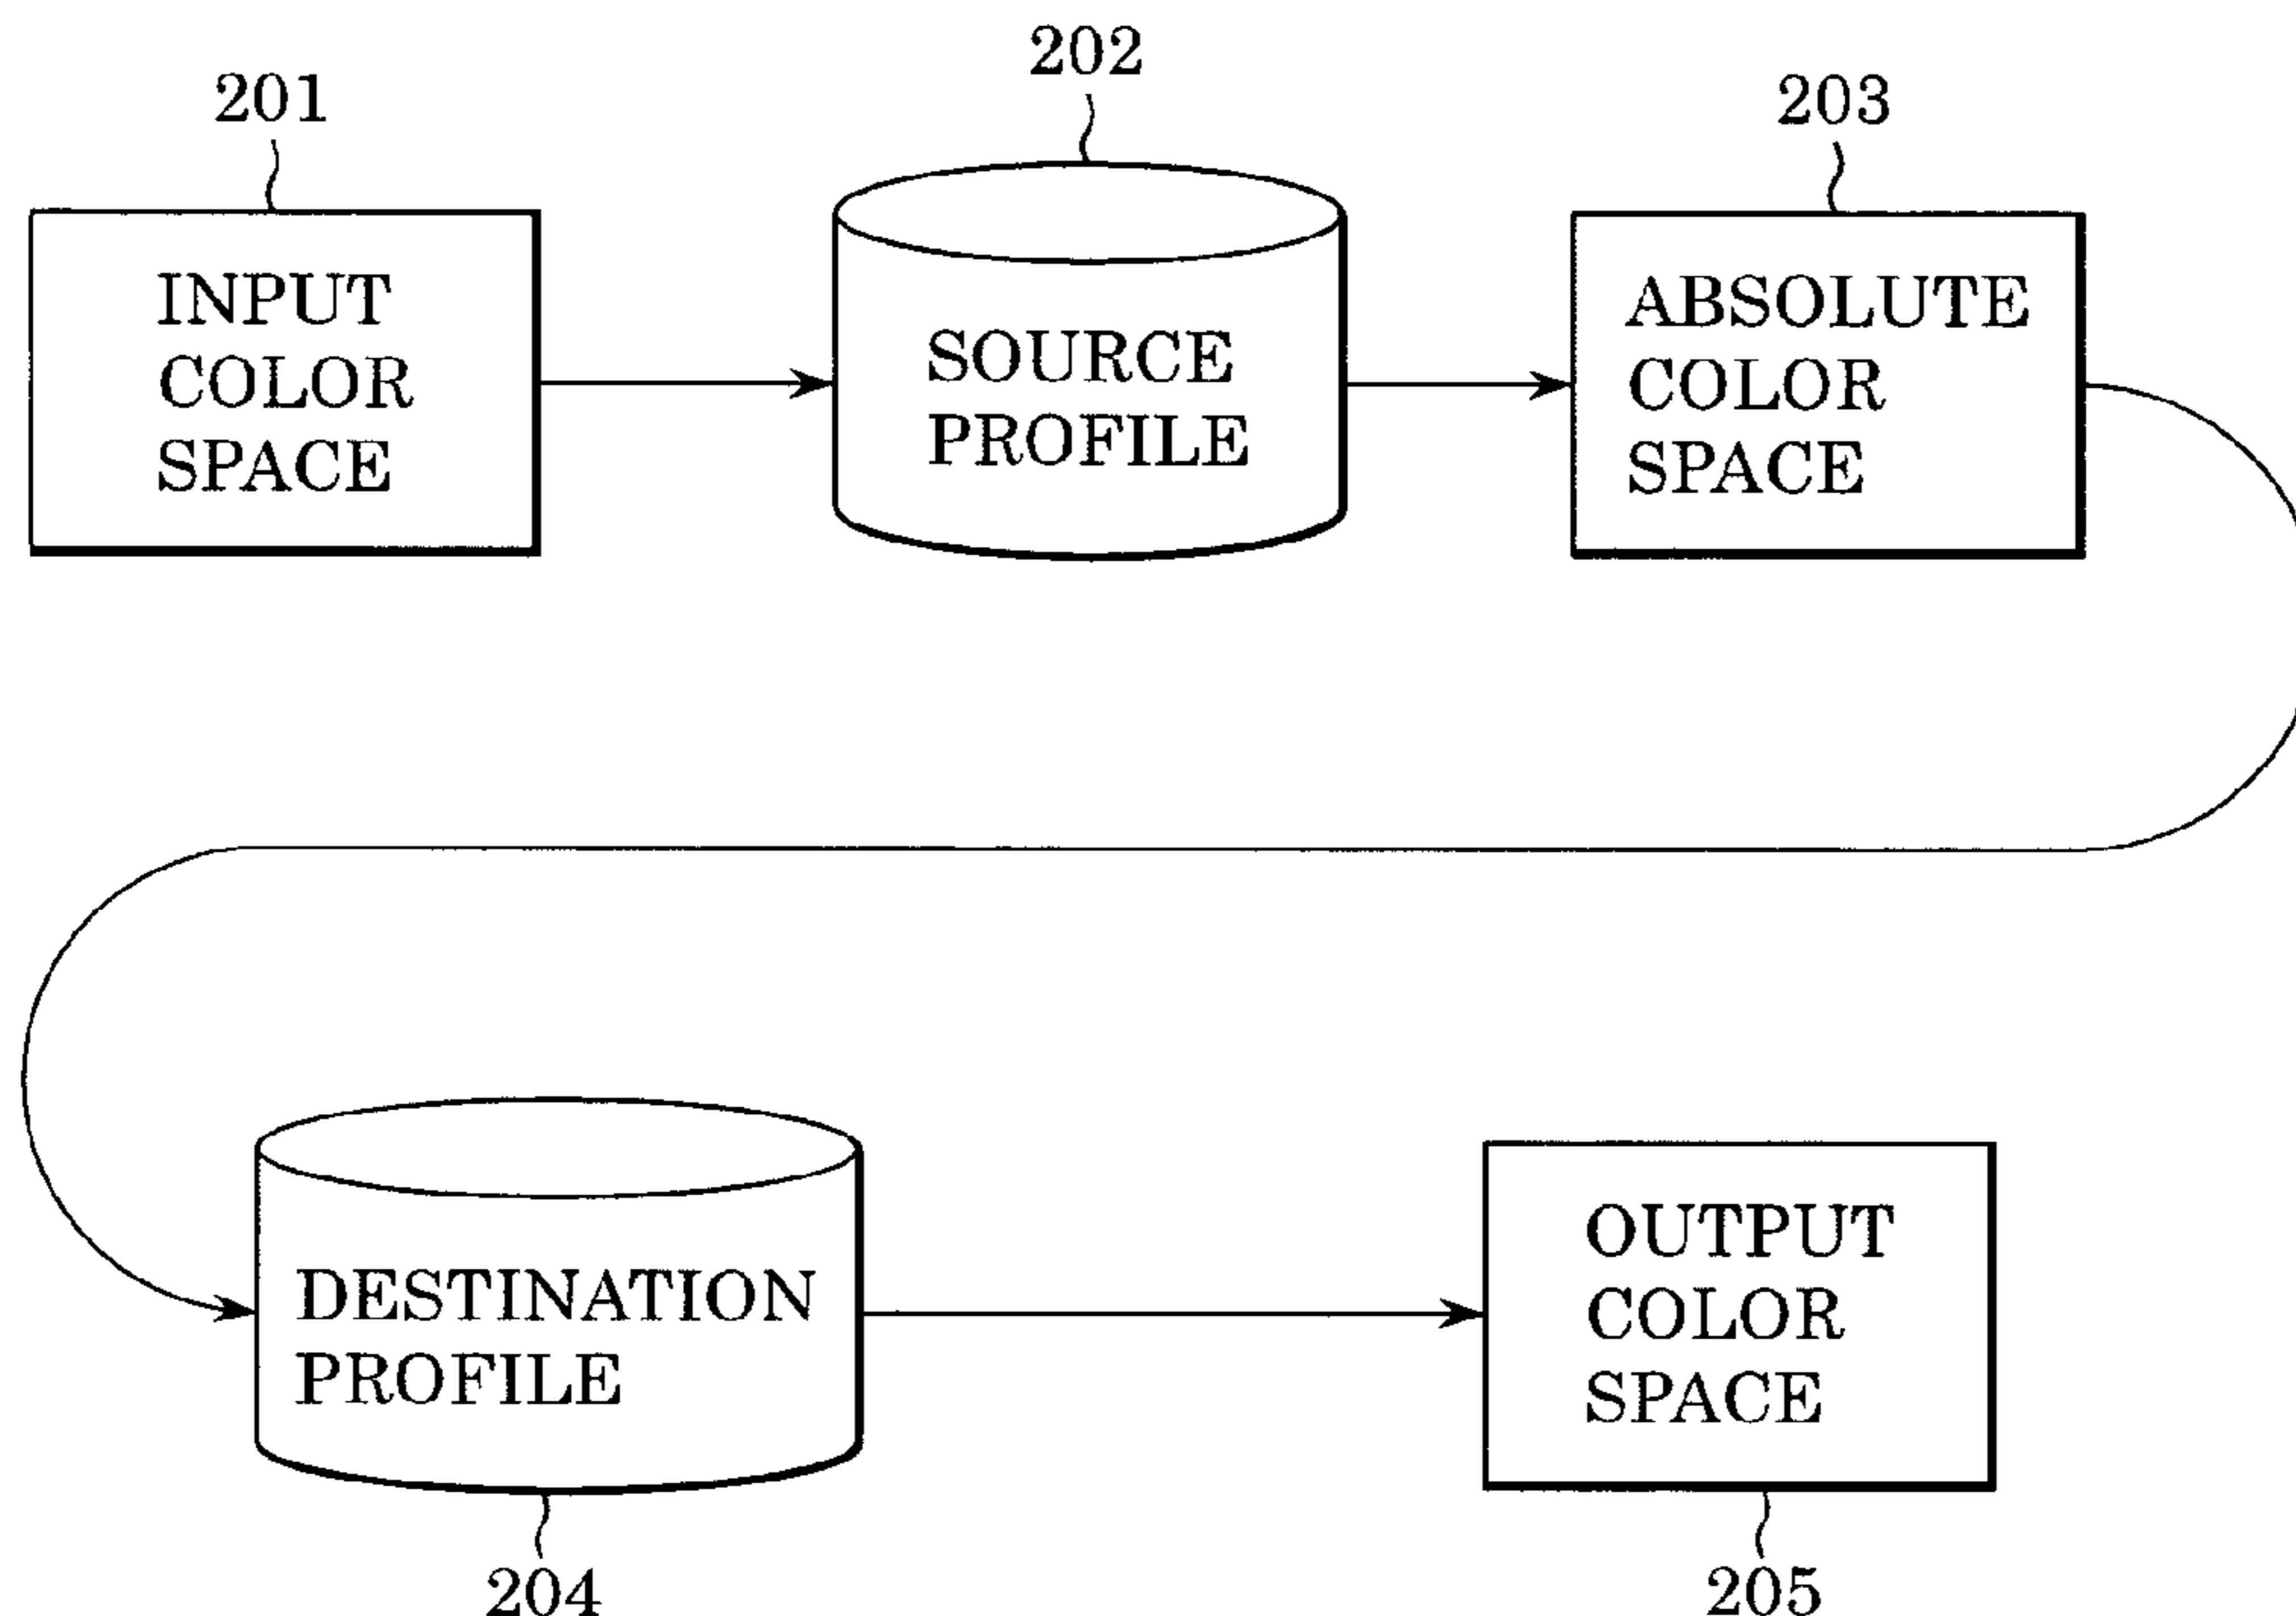 201
202
203
INPUT
COLOR
SPACE
SOURCE
PROFILE
ABSOLUTE
COLOR
SPACE
DESTINATION
PROFILE
OUTPUT
COLOR
SPACE
204
205